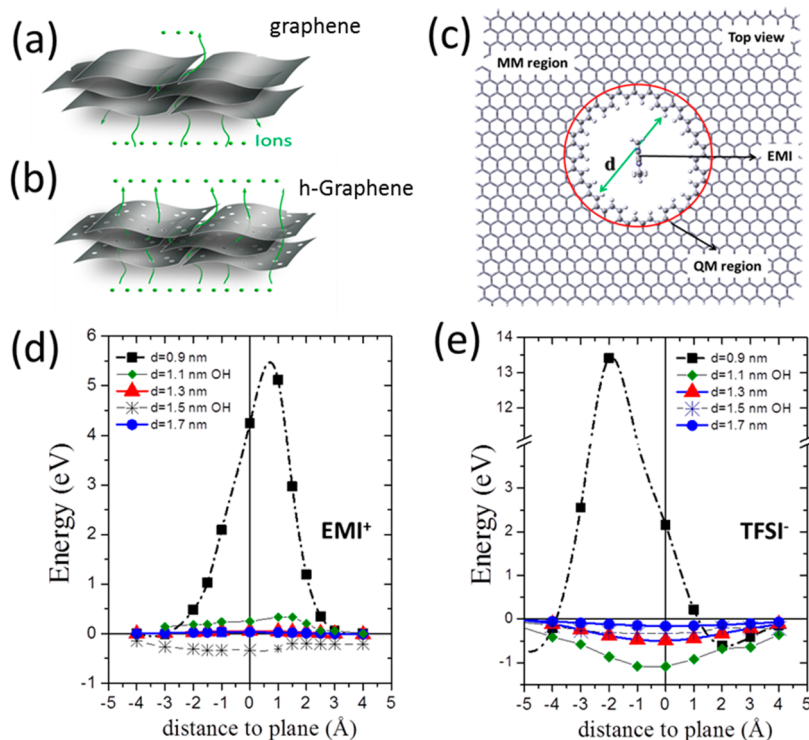 (a)
graphene
Ions
(b)
h-Graphene
(c)
Top view
MM region
d
EMI
QM region
(d)
6
5
4
3
2
1
0
-1
Energy (eV)
d=0.9 nm
d=1.1 nm OH
d=1.3 nm
d=1.5 nm OH
d=1.7 nm
EMI+
-5 -4 -3 -2 -1 0 1 2 3 4 5
distance to plane (Å)
(e)
14
13
12
3
2
1
-0
-1
Energy (eV)
d=0.9 nm
d=1.1 nm OH
d=1.3 nm
d=1.5 nm OH
d=1.7 nm
TFSI-
-5 -4 -3 -2 -1 0 1 2 3 4 5
distance to plane (Å)